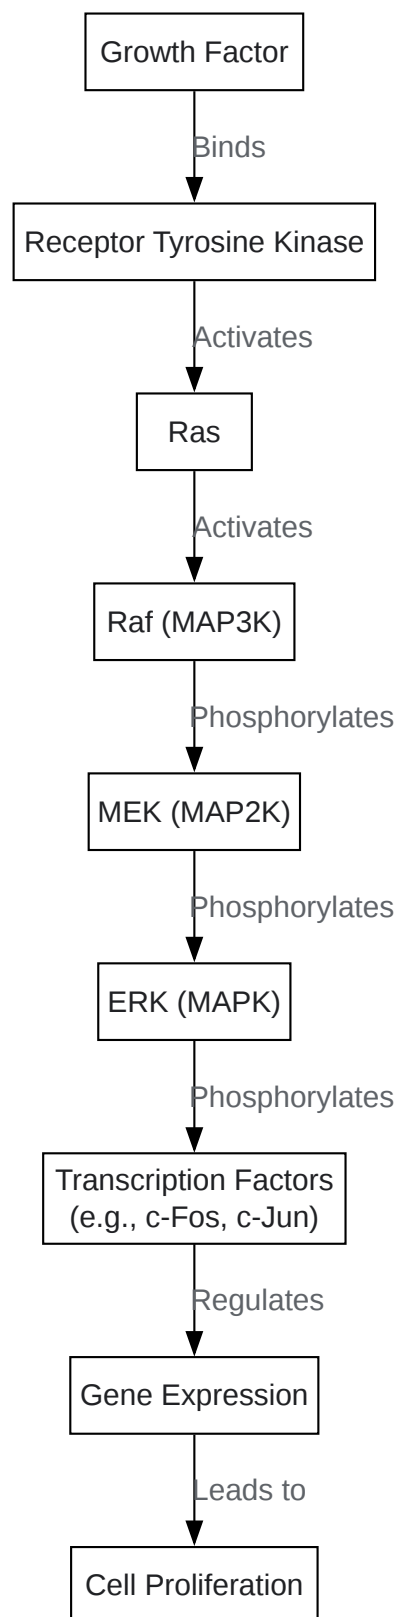 Growth Factor
Binds
Receptor Tyrosine Kinase
Activates
Ras
Activates
Raf (MAP3K)
Phosphorylates
MEK (MAP2K)
Phosphorylates
ERK (MAPK)
Phosphorylates
Transcription Factors
(e.g., c-Fos, c-Jun)
Regulates
Gene Expression
Leads to
Cell Proliferation